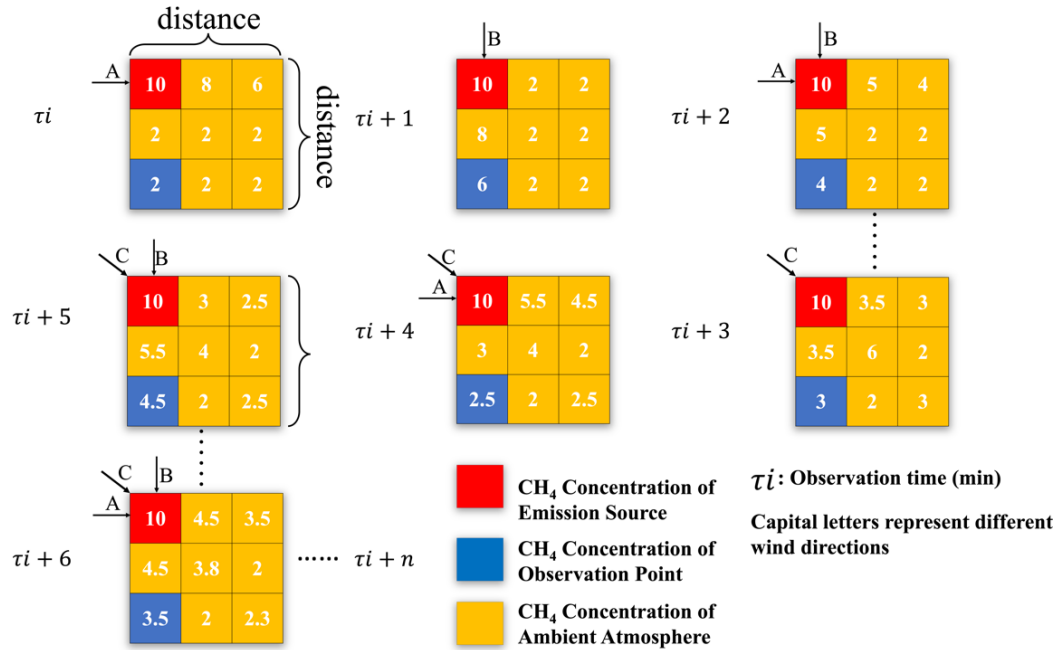 distance
distance
τi
A
10 8 6
2 2 2
2 2 2
τi + 1
B
10 2 2
8 2 2
6 2 2
τi + 2
B
A
10 5 4
5 2 2
4 2 2
τi + 5
C B
10 3 2.5
5.5 4 2
4.5 2 2.5
τi + 4
C
A
10 5.5 4.5
3 4 2
2.5 2 2.5
τi + 3
C
10 3.5 3
3.5 6 2
3 2 3
τi + 6
C B
A
10 4.5 3.5
4.5 3.8 2
3.5 2 2.3
...... τi + n
CH₄ Concentration of
Emission Source
CH₄ Concentration of
Observation Point
CH₄ Concentration of
Ambient Atmosphere
τi: Observation time (min)
Capital letters represent different
wind directions